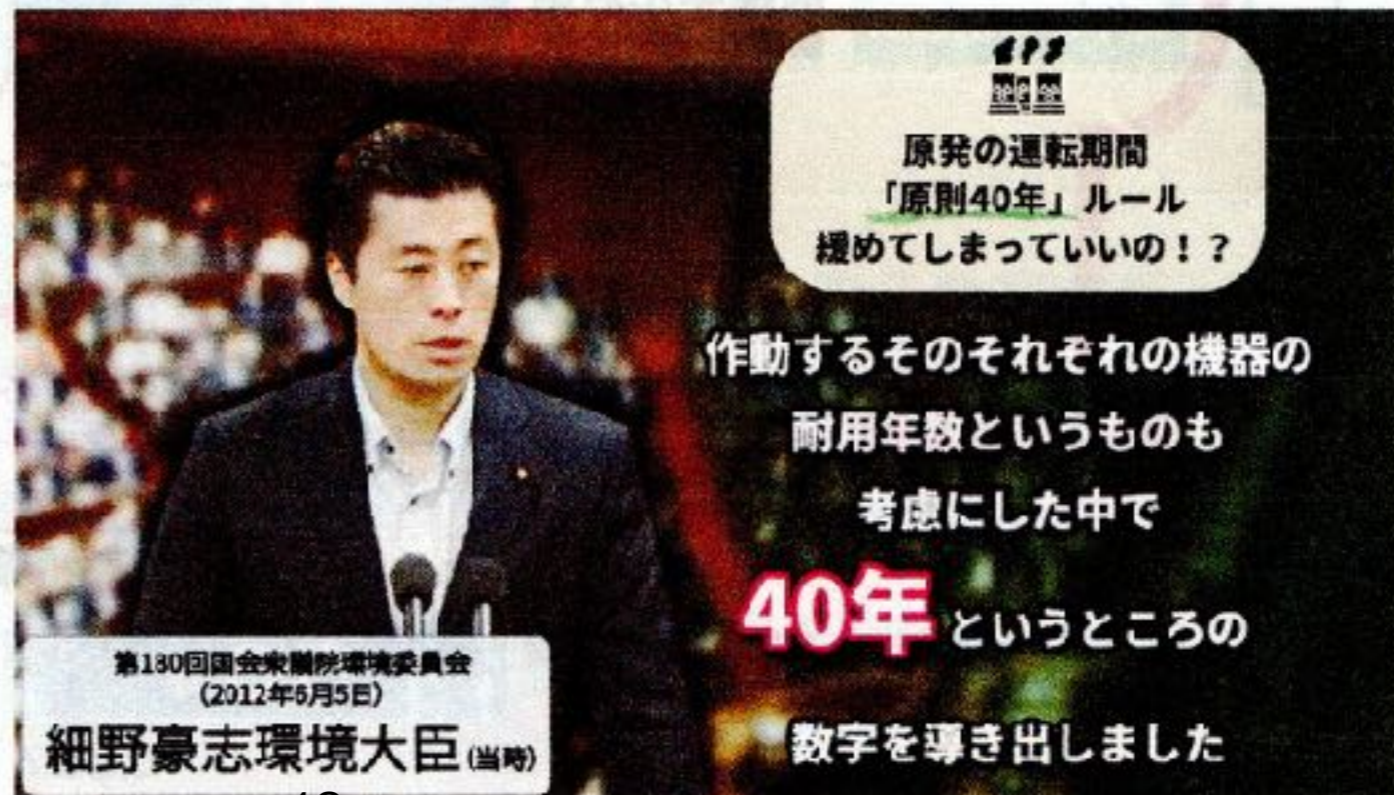 原発の運転期間
「原則40年」ルール
緩めてしまっていいの！？
作動するそのそれぞれの機器の
耐用年数というものも
考慮にした中で
40年というところの
数字を導き出しました
第180回国会衆議院環境委員会
(2012年6月5日)
細野豪志環境大臣(当時)